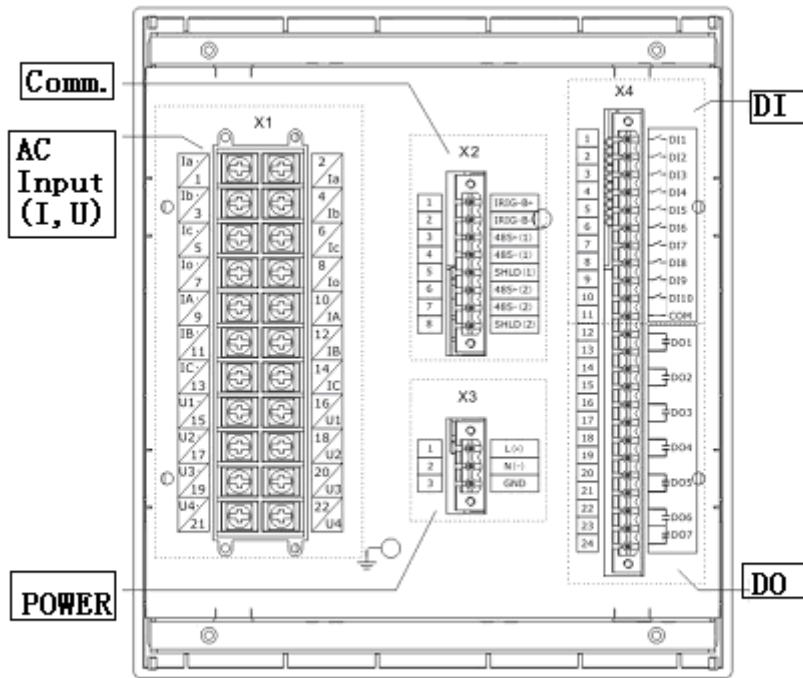 Comm.
AC
Input
(I,U)
POWER
DI
DO
X1
Ia· 1 2 Ia
Ib· 3 4 Ib
Ic· 5 6 Ic
Io· 7 8 Io
IA· 9 10 IA
IB· 11 12 IB
IC· 13 14 IC
U1· 15 16 U1
U2· 17 18 U2
U3· 19 20 U3
U4· 21 22 U4
X2
1 IRIG-B+
2 IRIG-B-
3 485+(1)
4 485-(1)
5 SHLD(1)
6 485+(2)
7 485-(2)
8 SHLD(2)
X3
1 L(+)
2 N(-)
3 GND
X4
1 DI1
2 DI2
3 DI3
4 DI4
5 DI5
6 DI6
7 DI7
8 DI8
9 DI9
10 DI10
11 COM
12 DO1
13
14 DO2
15
16 DO3
17
18 DO4
19
20 DO5
21
22 DO6
23 DO7
24